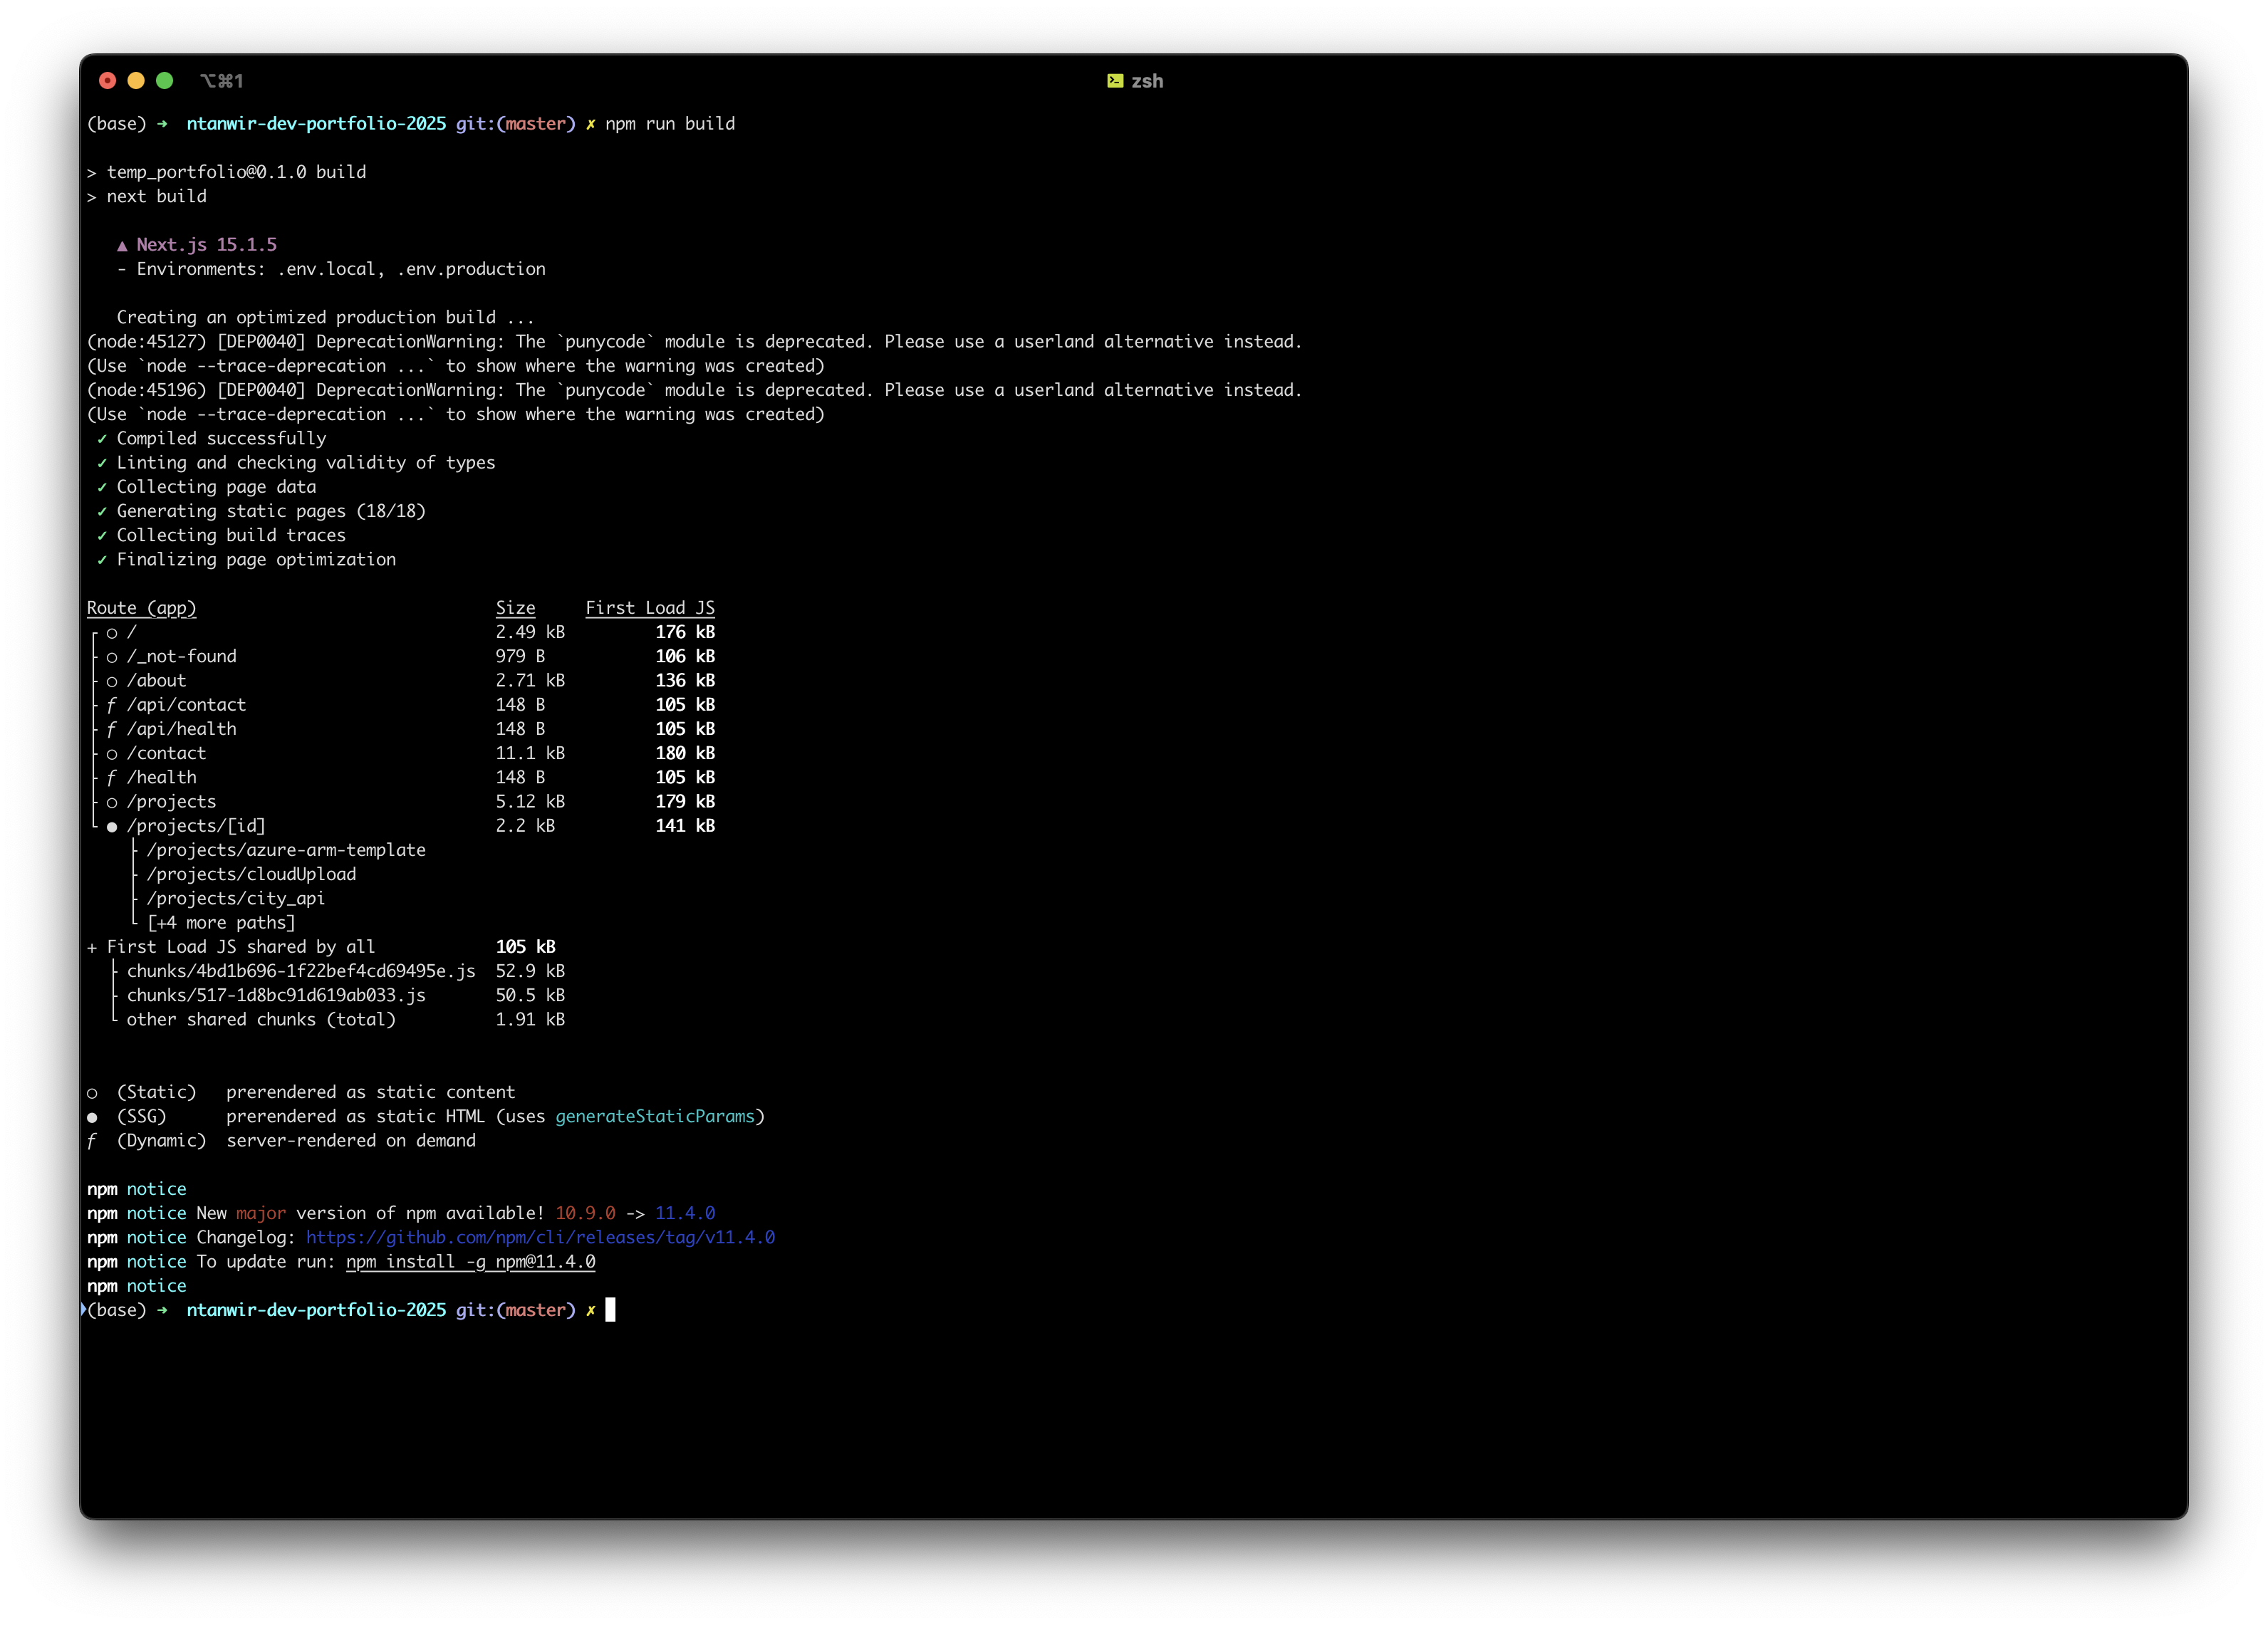 ⌥⌘1
zsh
(base) ➜  ntanwir-dev-portfolio-2025 git:(master) ✗ npm run build
> temp_portfolio@0.1.0 build
> next build
▲ Next.js 15.1.5
- Environments: .env.local, .env.production
Creating an optimized production build ...
(node:45127) [DEP0040] DeprecationWarning: The `punycode` module is deprecated. Please use a userland alternative instead.
(Use `node --trace-deprecation ...` to show where the warning was created)
(node:45196) [DEP0040] DeprecationWarning: The `punycode` module is deprecated. Please use a userland alternative instead.
(Use `node --trace-deprecation ...` to show where the warning was created)
✓ Compiled successfully
✓ Linting and checking validity of types
✓ Collecting page data
✓ Generating static pages (18/18)
✓ Collecting build traces
✓ Finalizing page optimization
Route (app)                              Size     First Load JS
┌ ○ /                                    2.49 kB         176 kB
├ ○ /_not-found                          979 B           106 kB
├ ○ /about                               2.71 kB         136 kB
├ ƒ /api/contact                         148 B           105 kB
├ ƒ /api/health                          148 B           105 kB
├ ○ /contact                             11.1 kB         180 kB
├ ƒ /health                              148 B           105 kB
├ ○ /projects                            5.12 kB         179 kB
└ ● /projects/[id]                       2.2 kB          141 kB
    ├ /projects/azure-arm-template
    ├ /projects/cloudUpload
    ├ /projects/city_api
    └ [+4 more paths]
+ First Load JS shared by all            105 kB
  ├ chunks/4bd1b696-1f22bef4cd69495e.js  52.9 kB
  ├ chunks/517-1d8bc91d619ab033.js       50.5 kB
  └ other shared chunks (total)          1.91 kB
○  (Static)   prerendered as static content
●  (SSG)      prerendered as static HTML (uses generateStaticParams)
ƒ  (Dynamic)  server-rendered on demand
npm notice
npm notice New major version of npm available! 10.9.0 -> 11.4.0
npm notice Changelog: https://github.com/npm/cli/releases/tag/v11.4.0
npm notice To update run: npm install -g npm@11.4.0
npm notice
(base) ➜  ntanwir-dev-portfolio-2025 git:(master) ✗